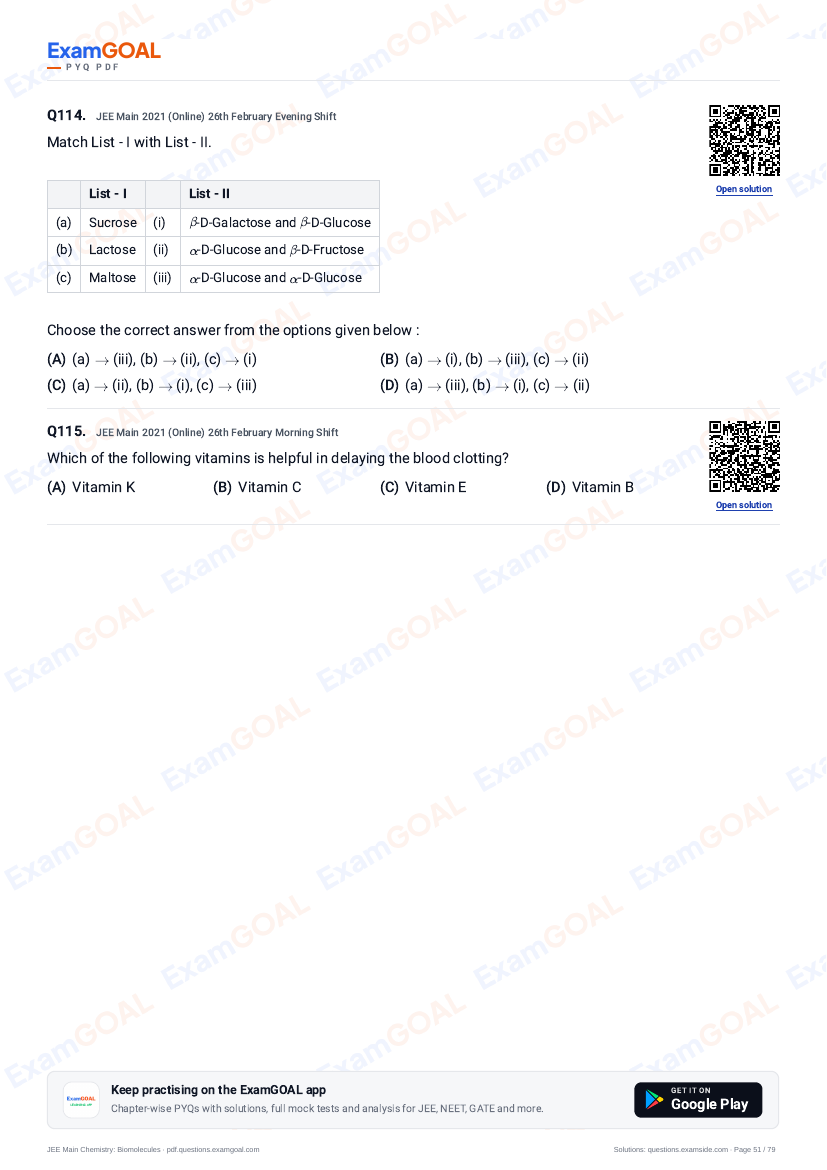 ExamGOAL
PYQ PDF
Q114. JEE Main 2021 (Online) 26th February Evening Shift
Match List - I with List - II.
Open solution
List - I List - II
(a) Sucrose (i) β-D-Galactose and β-D-Glucose
(b) Lactose (ii) α-D-Glucose and β-D-Fructose
(c) Maltose (iii) α-D-Glucose and α-D-Glucose
Choose the correct answer from the options given below :
(A) (a) → (iii), (b) → (ii), (c) → (i) (B) (a) → (i), (b) → (iii), (c) → (ii)
(C) (a) → (ii), (b) → (i), (c) → (iii) (D) (a) → (iii), (b) → (i), (c) → (ii)
Q115. JEE Main 2021 (Online) 26th February Morning Shift
Which of the following vitamins is helpful in delaying the blood clotting?
(A) Vitamin K (B) Vitamin C (C) Vitamin E (D) Vitamin B
Open solution
Keep practising on the ExamGOAL app
Chapter-wise PYQs with solutions, full mock tests and analysis for JEE, NEET, GATE and more.
GET IT ON
Google Play
JEE Main Chemistry: Biomolecules · pdf.questions.examgoal.com Solutions: questions.examside.com · Page 51 / 79